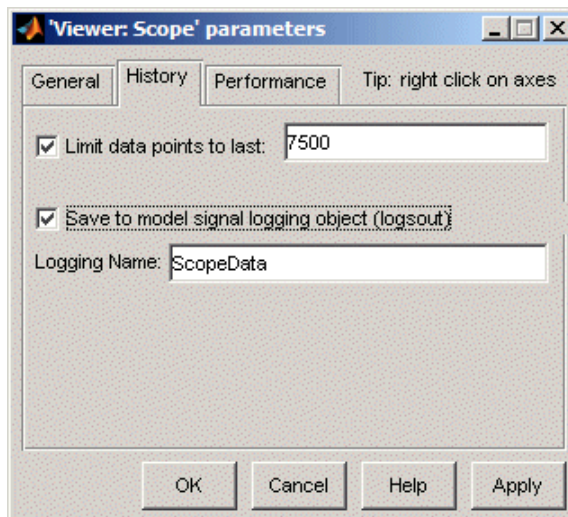 'Viewer: Scope' parameters
General History Performance Tip: right click on axes
Limit data points to last: 7500
Save to model signal logging object (logsout)
Logging Name: ScopeData
OK Cancel Help Apply